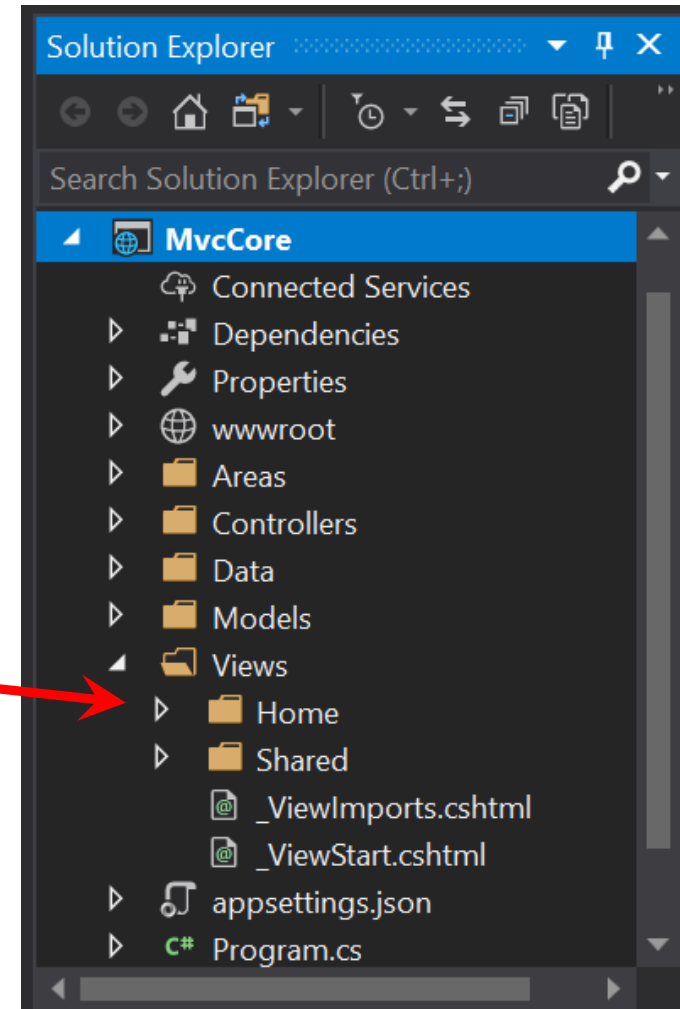 Solution Explorer
Search Solution Explorer (Ctrl+;)
MvcCore
Connected Services
Dependencies
Properties
wwwroot
Areas
Controllers
Data
Models
Views
Home
Shared
_ViewImports.cshtml
_ViewStart.cshtml
appsettings.json
C# Program.cs